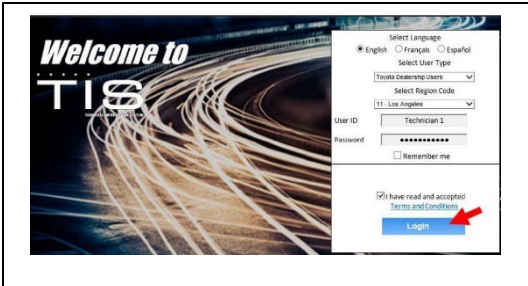 Welcome to
TIS
Select Language
English Français Español
Select User Type
Toyota Dealership Users
Select Region Code
11 - Los Angeles
User ID Technician 1
Password
Remember me
I have read and accepted
Terms and Conditions
Login